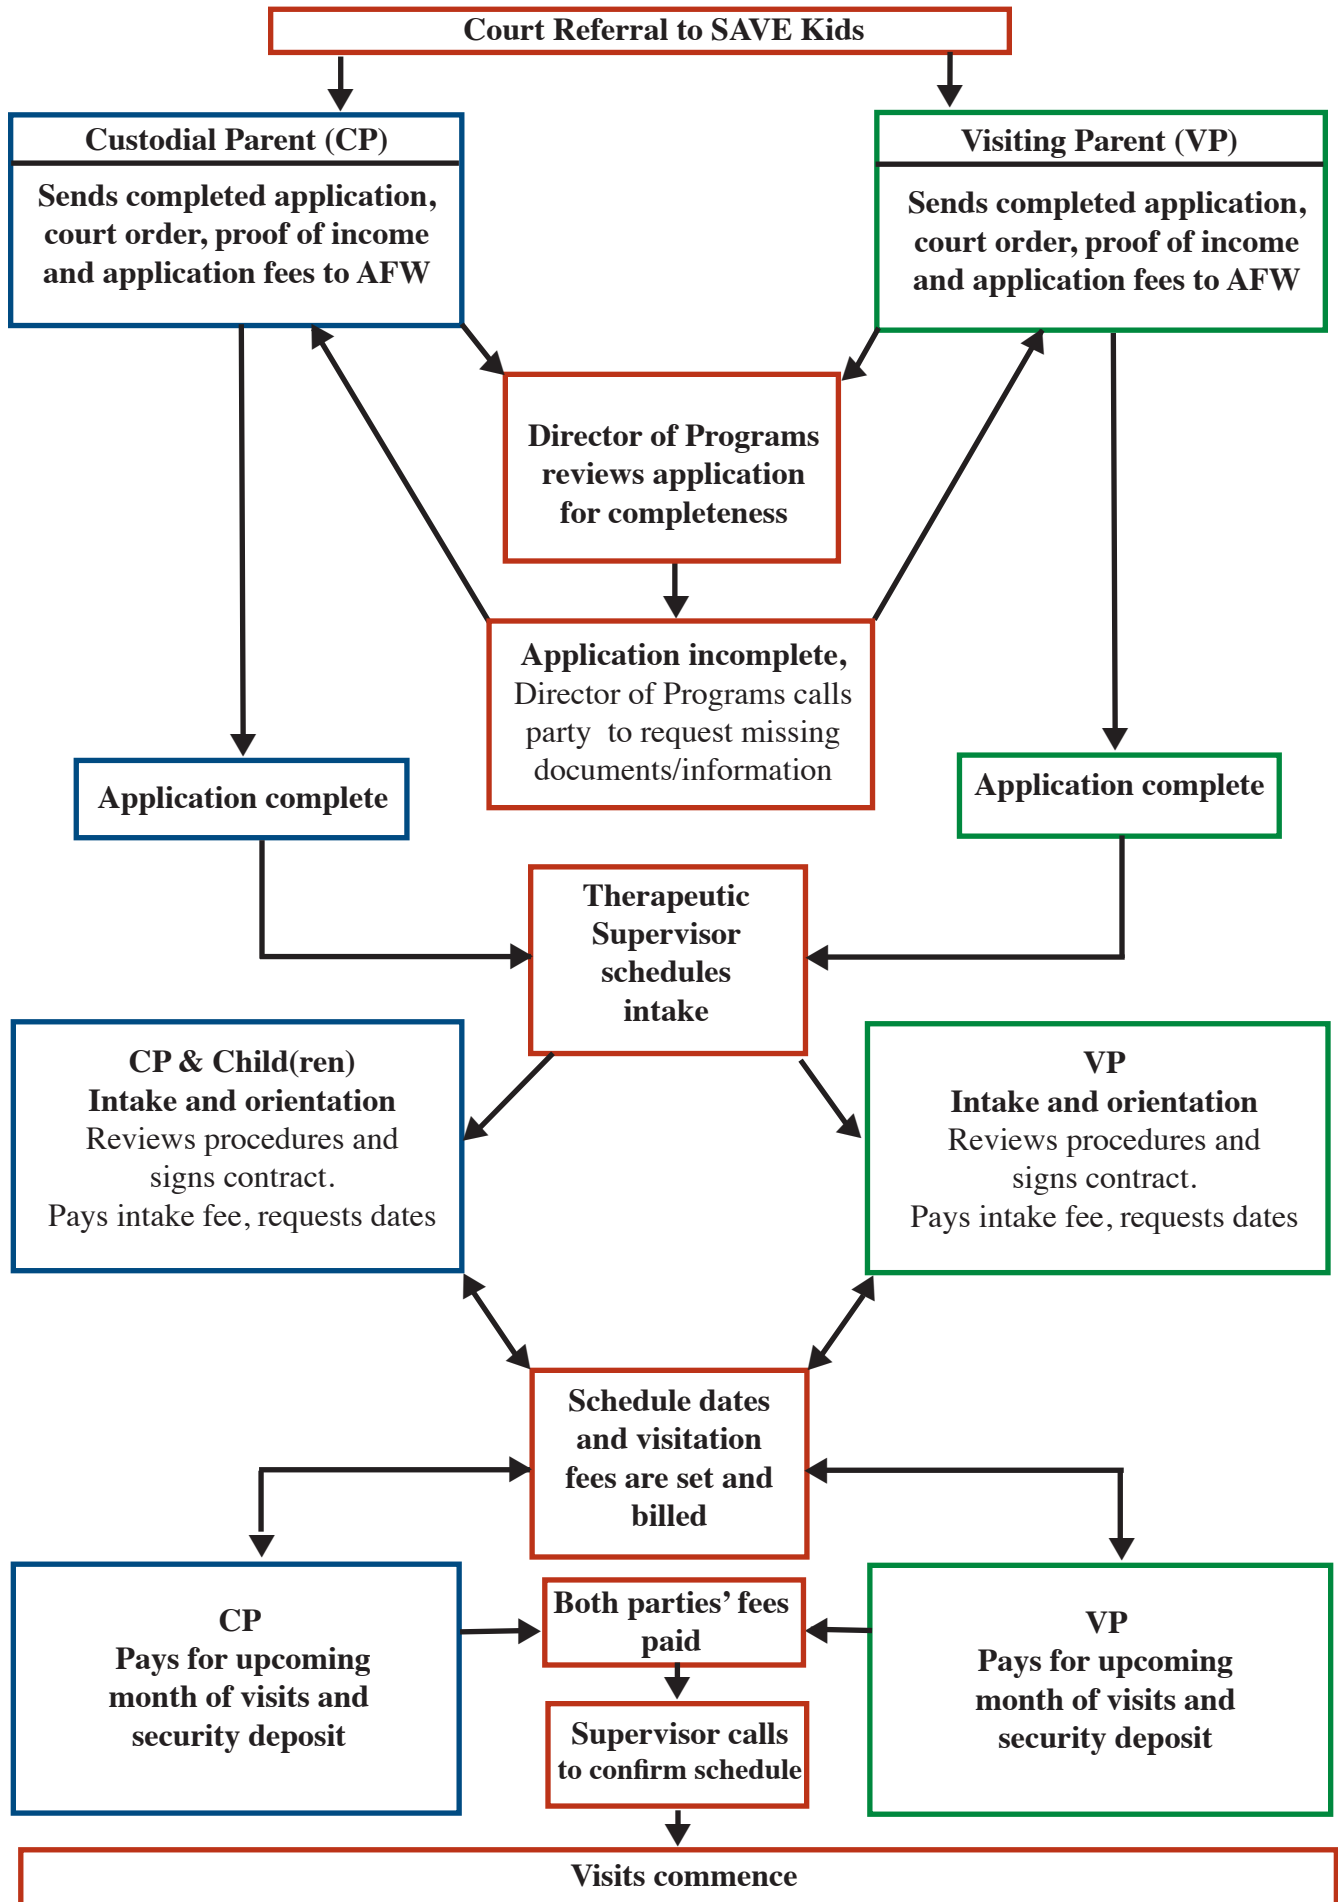 Court Referral to SAVE Kids
Custodial Parent (CP)
Sends completed application,
court order, proof of income
and application fees to AFW
Visiting Parent (VP)
Sends completed application,
court order, proof of income
and application fees to AFW
Director of Programs
reviews application
for completeness
Application incomplete,
Director of Programs calls
party to request missing
documents/information
Application complete
Application complete
Therapeutic
Supervisor
schedules
intake
CP & Child(ren)
Intake and orientation
Reviews procedures and
signs contract.
Pays intake fee, requests dates
VP
Intake and orientation
Reviews procedures and
signs contract.
Pays intake fee, requests dates
Schedule dates
and visitation
fees are set and
billed
CP
Pays for upcoming
month of visits and
security deposit
Both parties’ fees
paid
VP
Pays for upcoming
month of visits and
security deposit
Supervisor calls
to confirm schedule
Visits commence